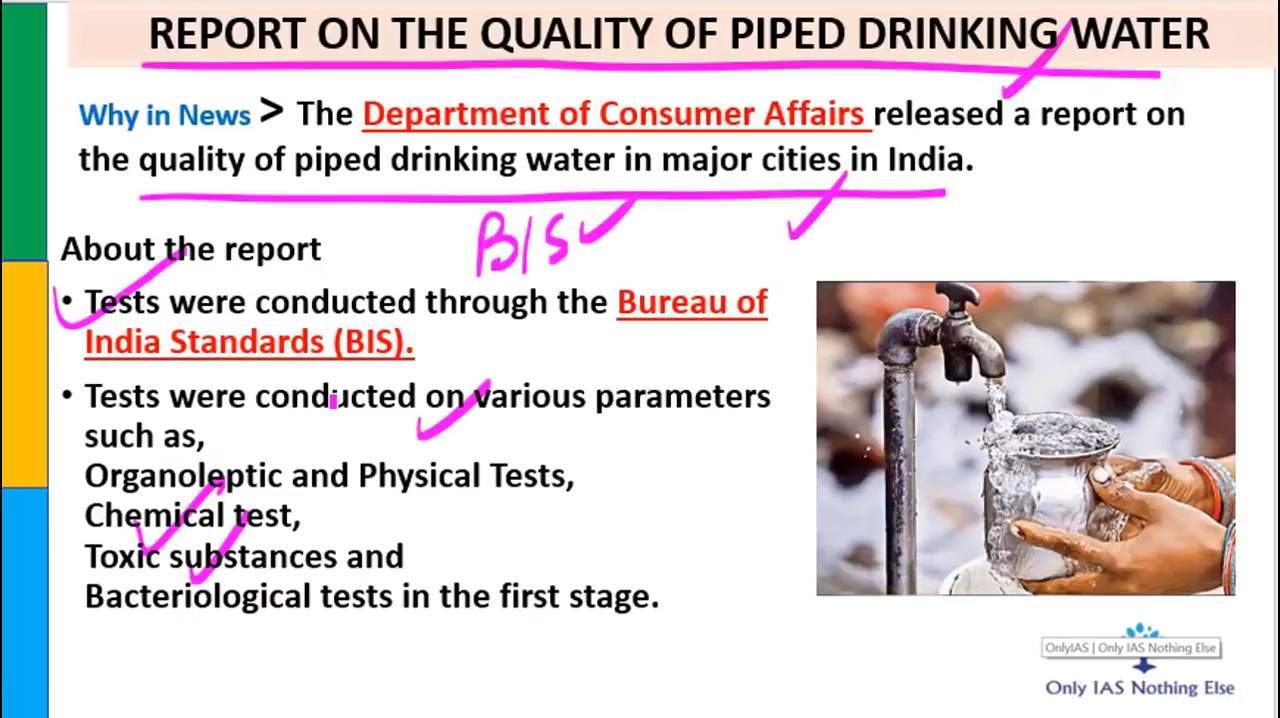 REPORT ON THE QUALITY OF PIPED DRINKING WATER
Why in News > The Department of Consumer Affairs released a report on
the quality of piped drinking water in major cities in India.
BIS
About the report
• Tests were conducted through the Bureau of
India Standards (BIS).
• Tests were conducted on various parameters
such as,
Organoleptic and Physical Tests,
Chemical test,
Toxic substances and
Bacteriological tests in the first stage.
OnlyIAS | Only IAS Nothing Else
Only IAS Nothing Else